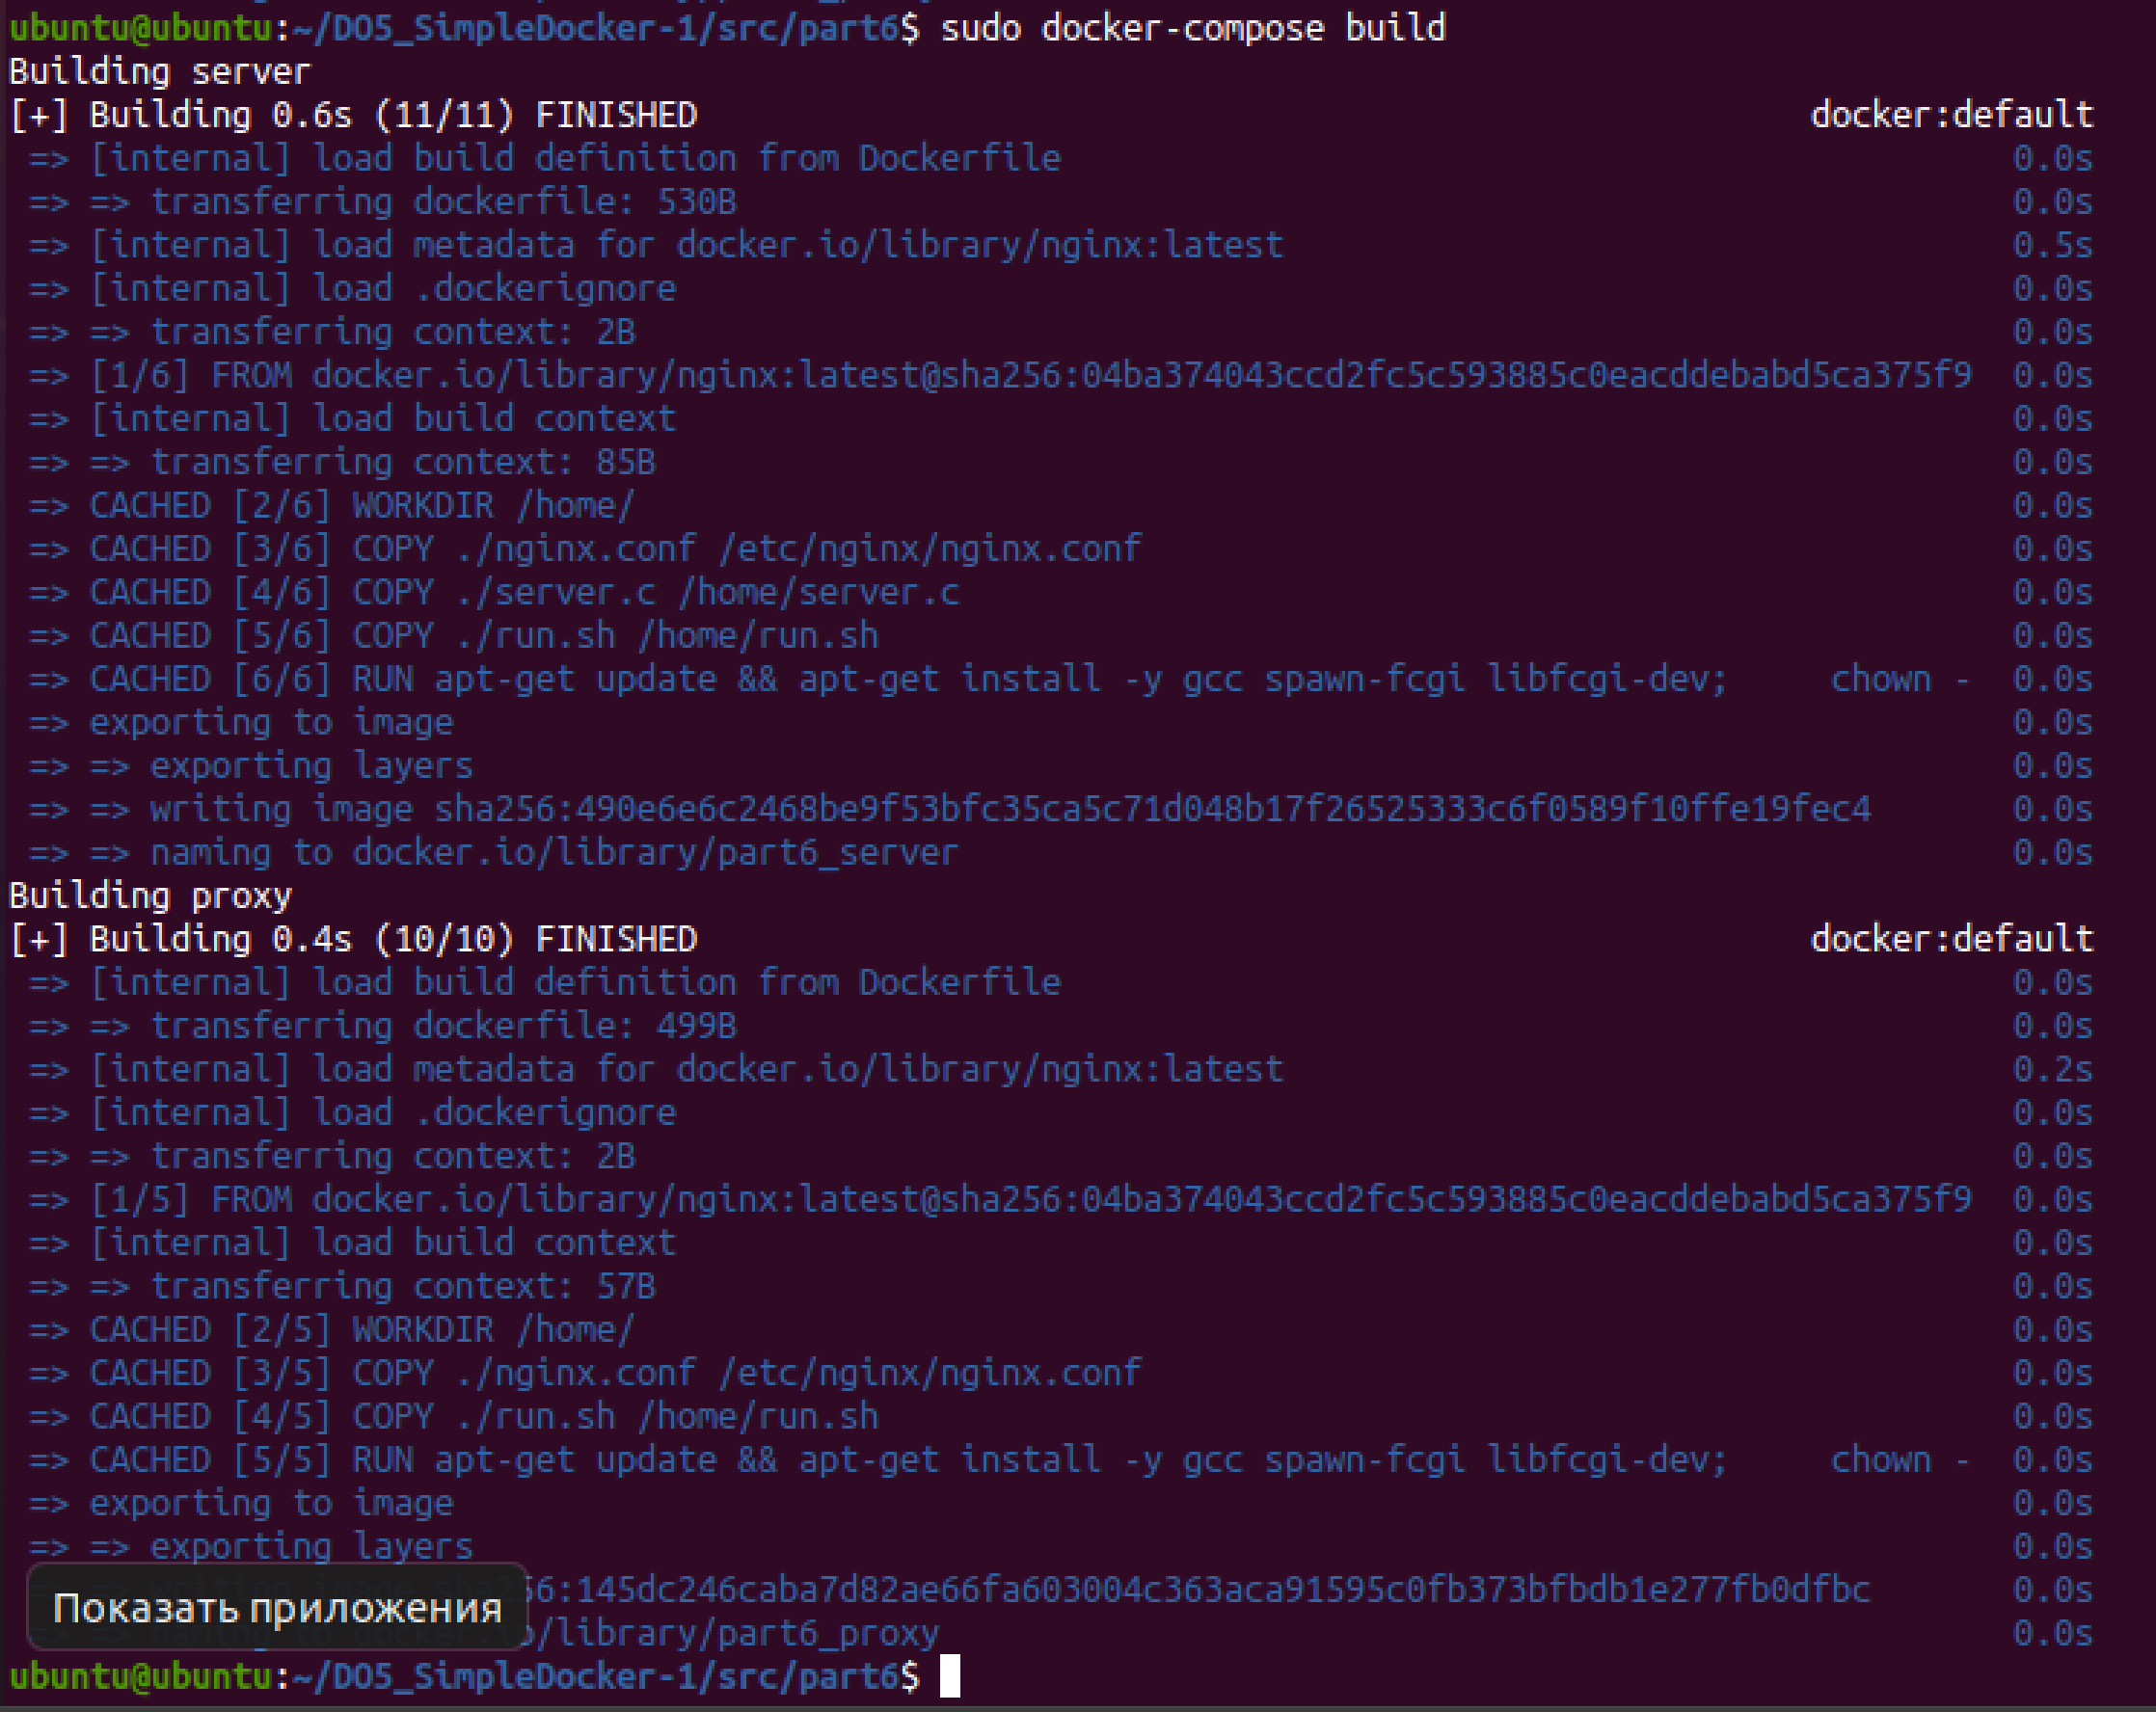 ubuntu@ubuntu:~/DO5_SimpleDocker-1/src/part6$ sudo docker-compose build
Building server
[+] Building 0.6s (11/11) FINISHED docker:default
=> [internal] load build definition from Dockerfile 0.0s
=> => transferring dockerfile: 530B 0.0s
=> [internal] load metadata for docker.io/library/nginx:latest 0.5s
=> [internal] load .dockerignore 0.0s
=> => transferring context: 2B 0.0s
=> [1/6] FROM docker.io/library/nginx:latest@sha256:04ba374043ccd2fc5c593885c0eacddebabd5ca375f9 0.0s
=> [internal] load build context 0.0s
=> => transferring context: 85B 0.0s
=> CACHED [2/6] WORKDIR /home/ 0.0s
=> CACHED [3/6] COPY ./nginx.conf /etc/nginx/nginx.conf 0.0s
=> CACHED [4/6] COPY ./server.c /home/server.c 0.0s
=> CACHED [5/6] COPY ./run.sh /home/run.sh 0.0s
=> CACHED [6/6] RUN apt-get update && apt-get install -y gcc spawn-fcgi libfcgi-dev; chown - 0.0s
=> exporting to image 0.0s
=> => exporting layers 0.0s
=> => writing image sha256:490e6e6c2468be9f53bfc35ca5c71d048b17f26525333c6f0589f10ffe19fec4 0.0s
=> => naming to docker.io/library/part6_server 0.0s
Building proxy
[+] Building 0.4s (10/10) FINISHED docker:default
=> [internal] load build definition from Dockerfile 0.0s
=> => transferring dockerfile: 499B 0.0s
=> [internal] load metadata for docker.io/library/nginx:latest 0.2s
=> [internal] load .dockerignore 0.0s
=> => transferring context: 2B 0.0s
=> [1/5] FROM docker.io/library/nginx:latest@sha256:04ba374043ccd2fc5c593885c0eacddebabd5ca375f9 0.0s
=> [internal] load build context 0.0s
=> => transferring context: 57B 0.0s
=> CACHED [2/5] WORKDIR /home/ 0.0s
=> CACHED [3/5] COPY ./nginx.conf /etc/nginx/nginx.conf 0.0s
=> CACHED [4/5] COPY ./run.sh /home/run.sh 0.0s
=> CACHED [5/5] RUN apt-get update && apt-get install -y gcc spawn-fcgi libfcgi-dev; chown - 0.0s
=> exporting to image 0.0s
=> => exporting layers 0.0s
=> => writing image sha256:145dc246caba7d82ae66fa603004c363aca91595c0fb373bfbdb1e277fb0dfbc 0.0s
Показать приложения
=> => naming to docker.io/library/part6_proxy 0.0s
ubuntu@ubuntu:~/DO5_SimpleDocker-1/src/part6$